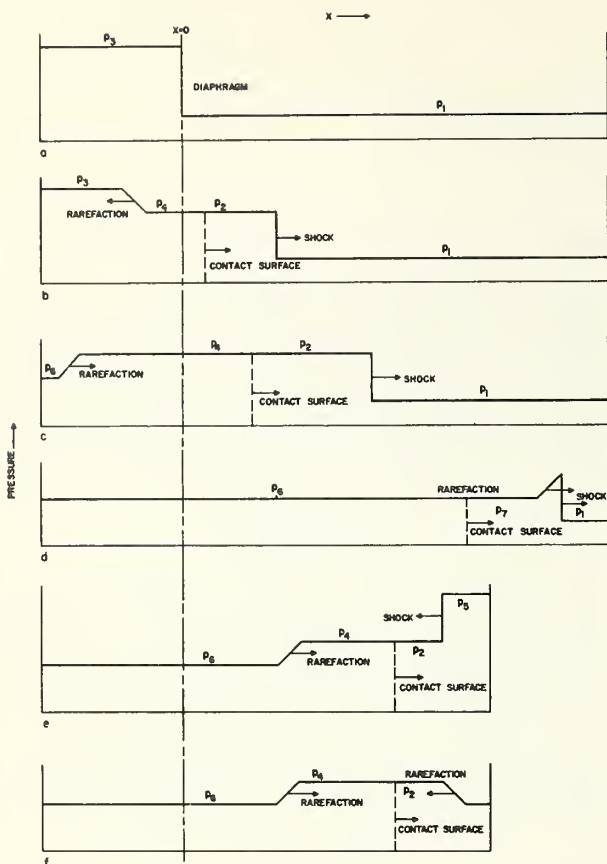 X
X=0
P3
DIAPHRAGM
P1
a
P3
RAREFACTION
P4
P2
SHOCK
CONTACT SURFACE
P1
b
P6
RAREFACTION
P4
P2
SHOCK
CONTACT SURFACE
P1
c
PRESSURE
P6
RAREFACTION
SHOCK
P7
P1
CONTACT SURFACE
d
P5
SHOCK
P4
P2
P6
RAREFACTION
CONTACT SURFACE
e
P4
RAREFACTION
P6
RAREFACTION
P2
CONTACT SURFACE
f